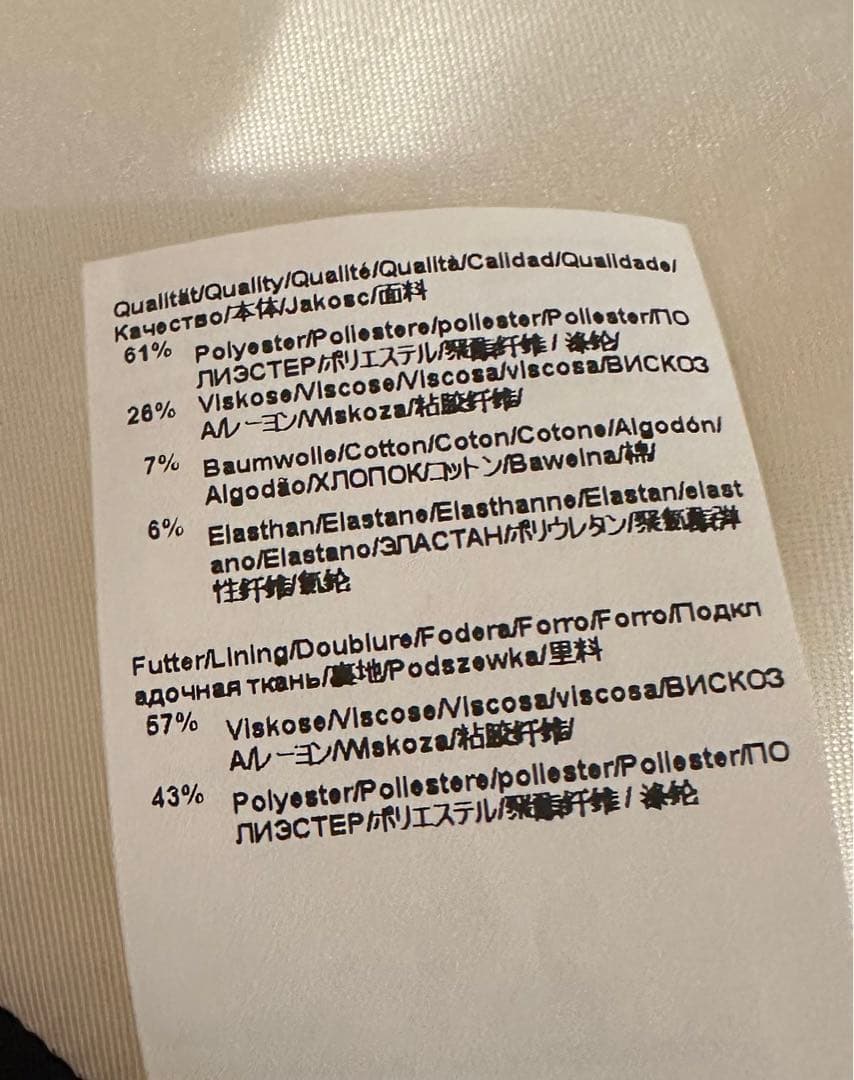 Qualität/Quality/Qualité/Qualità/Calidad/Qualidade/
Качество/本体/Jakosc/面料
61% Polyester/Poliestere/poliester/Poliester/ПО
ЛИЭСТЕР/ポリエステル/聚酯纤维 / 涤纶/
26% Viskose/Viscose/Viscosa/viscosa/ВИСКОЗ
А/レーヨン/Wiskoza/粘胶纤维/
7% Baumwolle/Cotton/Coton/Cotone/Algodón/
Algodão/ХЛОПОК/コットン/Bawelna/棉/
6% Elasthan/Elastane/Elasthanne/Elastan/elast
ano/Elastano/ЭЛАСТАН/ポリウレタン/聚氨酯弹
性纤维/氨纶
Futter/Lining/Doublure/Fodera/Forro/Forro/Подкл
адочная ткань/裏地/Podszewka/里料
57% Viskose/Viscose/Viscosa/viscosa/ВИСКОЗ
А/レーヨン/Wiskoza/粘胶纤维/
43% Polyester/Poliestere/poliester/Poliester/ПО
ЛИЭСТЕР/ポリエステル/聚酯纤维 / 涤纶